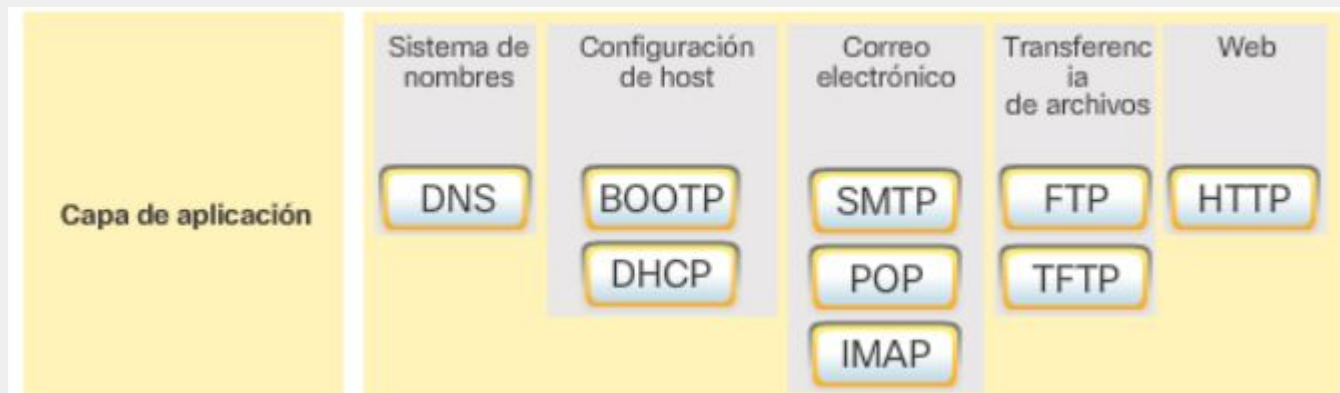 Capa de aplicación
Sistema de
nombres
DNS
Configuración
de host
BOOTP
DHCP
Correo
electrónico
SMTP
POP
IMAP
Transferenc
ia
de archivos
FTP
TFTP
Web
HTTP